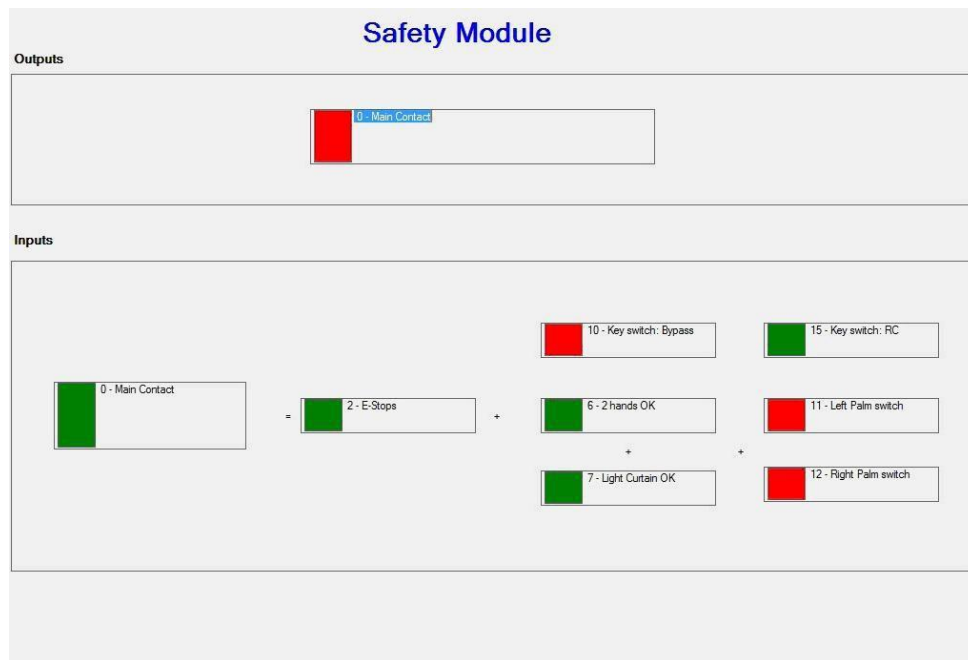 Safety Module
Outputs
0 - Main Contact
Inputs
10 - Key switch: Bypass
15 - Key switch: RC
0 - Main Contact
=
2 - E-Stops
+
6 - 2 hands OK
11 - Left Palm switch
+
+
7 - Light Curtain OK
12 - Right Palm switch